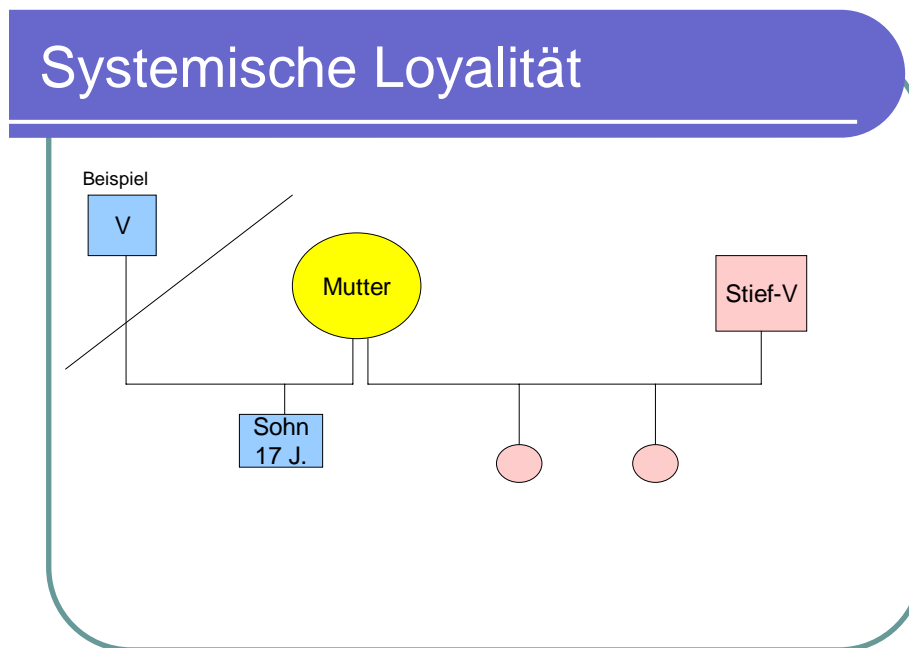 Systemische Loyalität
Beispiel
V
Mutter
Stief-V
Sohn
17 J.